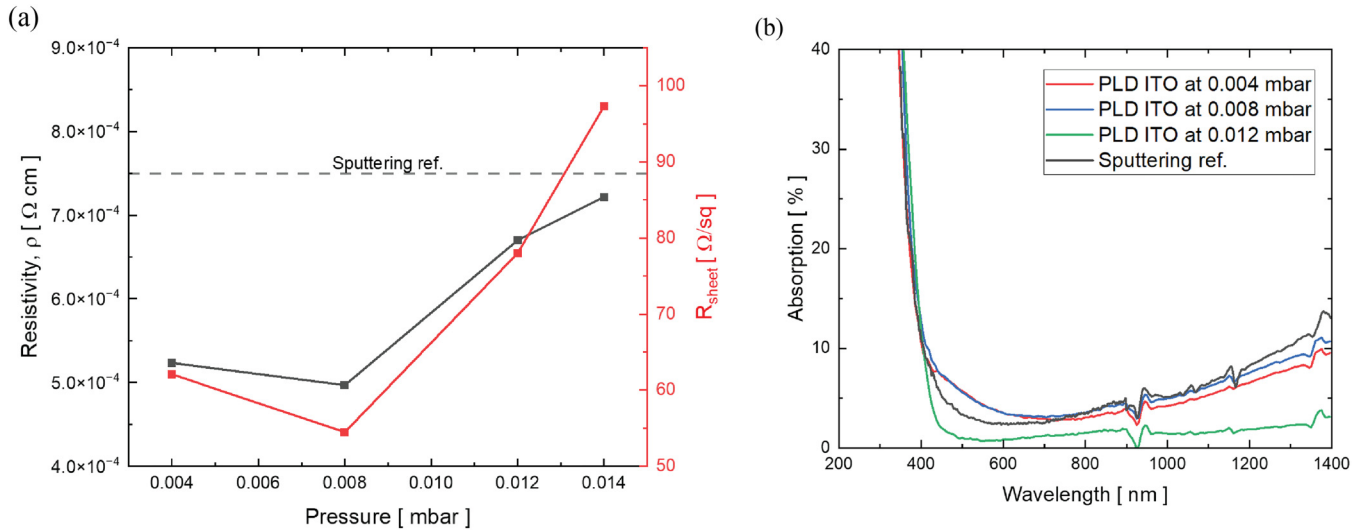 (a)
9.0×10⁻⁴
8.0×10⁻⁴
7.0×10⁻⁴
6.0×10⁻⁴
5.0×10⁻⁴
4.0×10⁻⁴
Resistivity, ρ [ Ω cm ]
Sputtering ref.
100
90
80
70
60
50
R_sheet [ Ω/sq ]
0.004 0.006 0.008 0.010 0.012 0.014
Pressure [ mbar ]
(b)
40
30
20
10
0
Absorption [ % ]
PLD ITO at 0.004 mbar
PLD ITO at 0.008 mbar
PLD ITO at 0.012 mbar
Sputtering ref.
200 400 600 800 1000 1200 1400
Wavelength [ nm ]